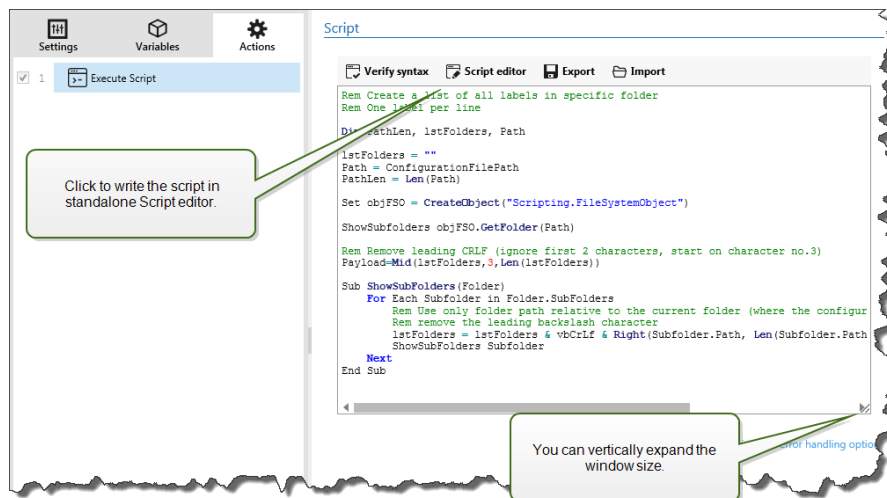 Settings
Variables
Actions
1 Execute Script
Script
Verify syntax Script editor Export Import
Rem Create a list of all labels in specific folder
Rem One label per line
PathLen, lstFolders, Path
lstFolders = ""
Path = ConfigurationFilePath
PathLen = Len(Path)
Set objFSO = CreateObject("Scripting.FileSystemObject")
ShowSubfolders objFSO.GetFolder(Path)
Rem Remove leading CRLF (ignore first 2 characters, start on character no.3)
Payload=Mid(lstFolders,3,Len(lstFolders))
Sub ShowSubFolders(Folder)
For Each Subfolder in Folder.SubFolders
Rem Use only folder path relative to the current folder (where the configur
Rem remove the leading backslash character
lstFolders = lstFolders & vbCrLf & Right(Subfolder.Path, Len(Subfolder.Path
ShowSubFolders Subfolder
Next
End Sub
Click to write the script in
standalone Script editor.
You can vertically expand the
window size.
handling optio